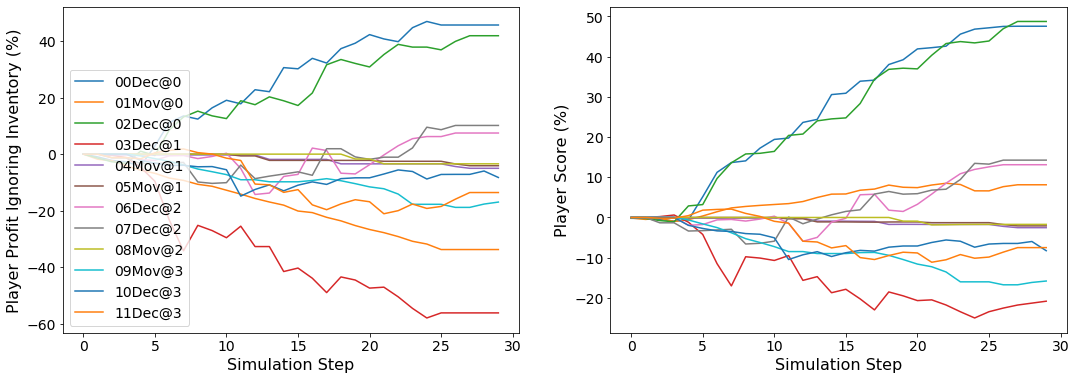 Player Profit Ignoring Inventory (%)
40
20
0
−20
−40
−60
00Dec@0
01Mov@0
02Dec@0
03Dec@1
04Mov@1
05Mov@1
06Dec@2
07Dec@2
08Mov@2
09Mov@3
10Dec@3
11Dec@3
0 5 10 15 20 25 30
Simulation Step
Player Score (%)
50
40
30
20
10
0
−10
−20
0 5 10 15 20 25 30
Simulation Step